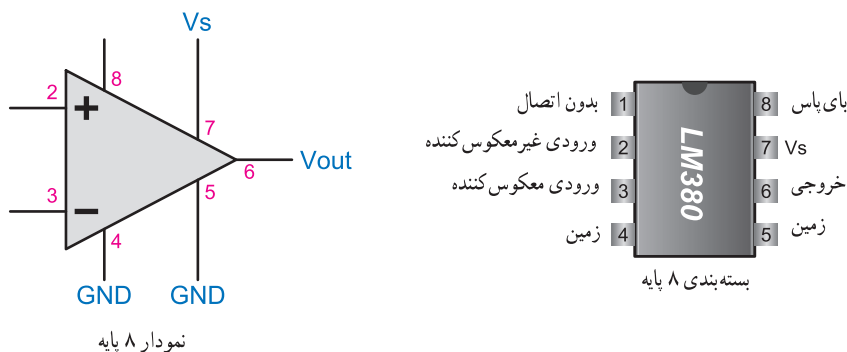 Vs
8
2
+
7
Vout
6
3
5
−
4
GND
GND
نمودار ۸ پایه
بدون اتصال
1
8
بای‌پاس
ورودی غیرمعکوس‌کننده
2
7
Vs
ورودی معکوس‌کننده
3
6
خروجی
زمین
4
5
زمین
LM380
بسته‌بندی ۸ پایه